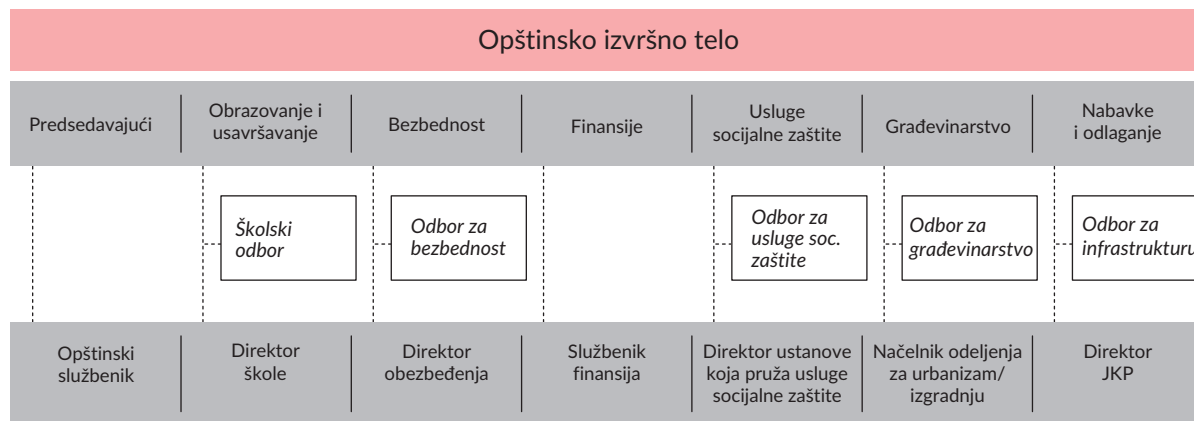 Opštinsko izvršno telo
Predsedavajući
Obrazovanje i
usavršavanje
Bezbednost
Finansije
Usluge
socijalne zaštite
Građevinarstvo
Nabavke
i odlaganje
Školski
odbor
Odbor za
bezbednost
Odbor za
usluge soc.
zaštite
Odbor za
građevinarstvo
Odbor za
infrastrukturu
Opštinski
službenik
Direktor
škole
Direktor
obezbeđenja
Službenik
finansija
Direktor ustanove
koja pruža usluge
socijalne zaštite
Načelnik odeljenja
za urbanizam/
izgradnju
Direktor
JKP